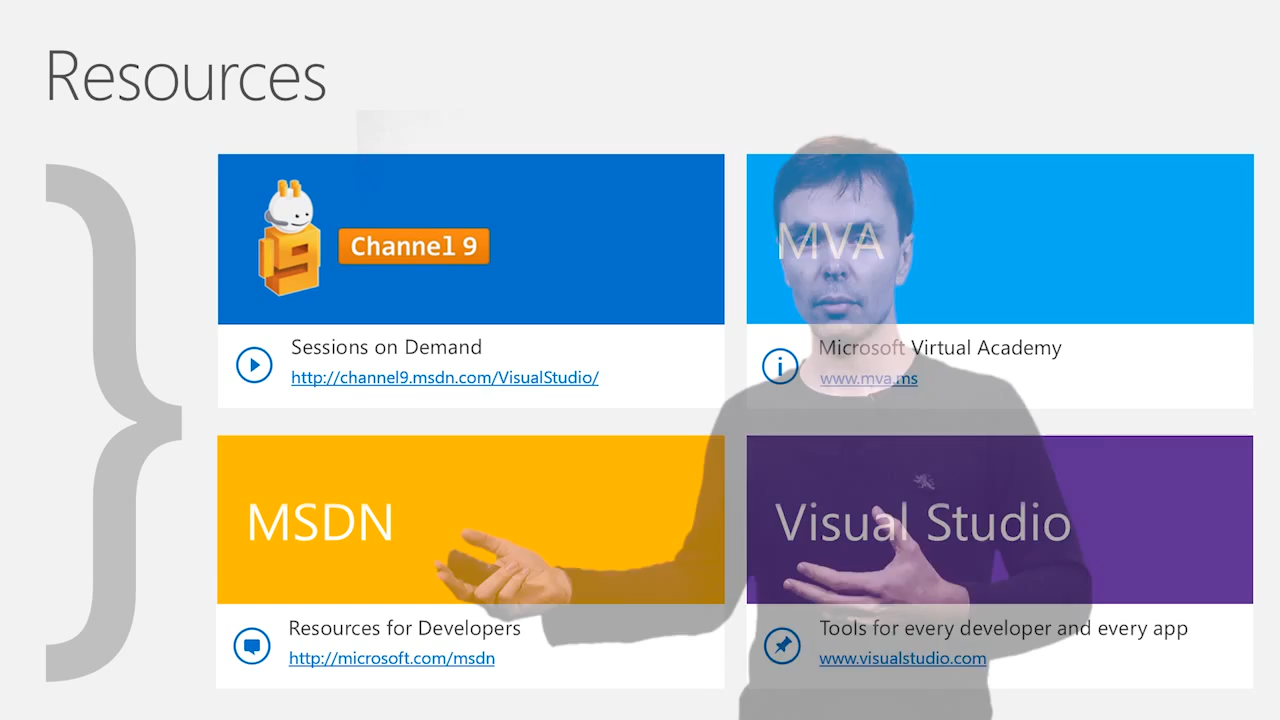 Resources
}
9
Channel 9
Sessions on Demand
http://channel9.msdn.com/VisualStudio/
MVA
i
Microsoft Virtual Academy
www.mva.ms
MSDN
Resources for Developers
http://microsoft.com/msdn
Visual Studio
Tools for every developer and every app
www.visualstudio.com